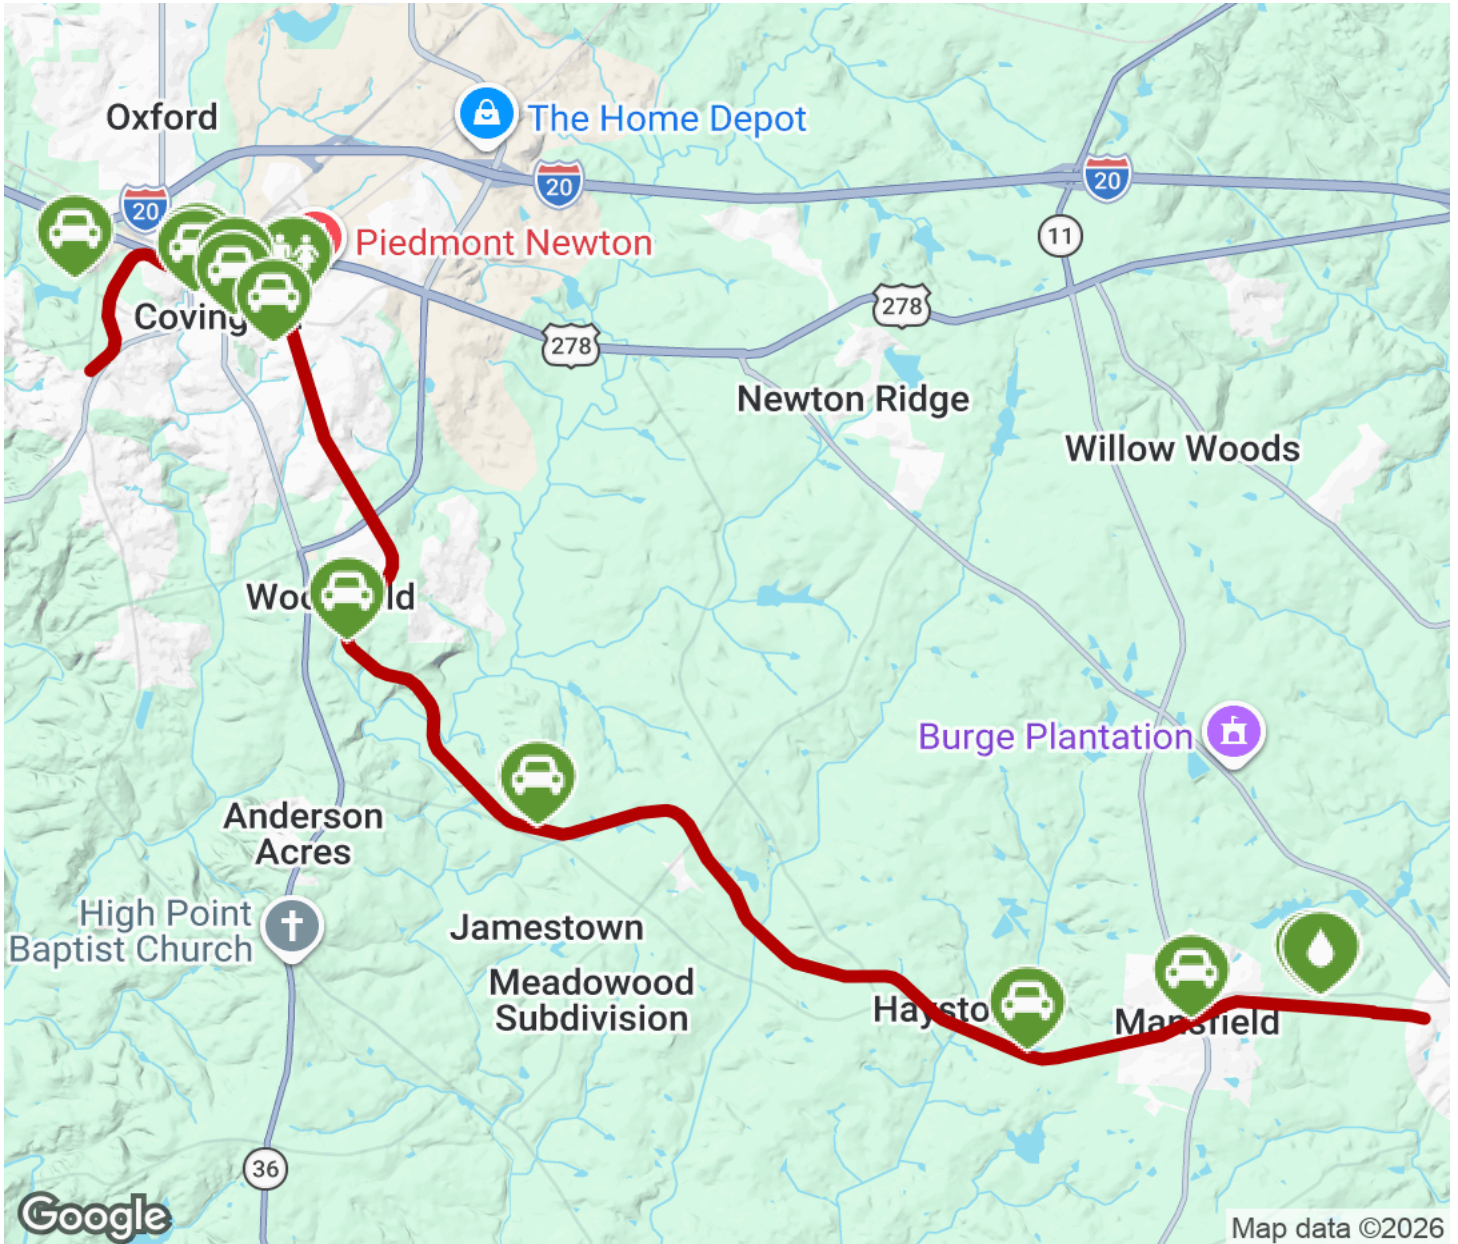 Oxford
The Home Depot
20
20
20
11
Piedmont Newton
278
278
Newton Ridge
Willow Woods
Burge Plantation
Anderson
Acres
High Point
Baptist Church
Jamestown
Meadowood
Subdivision
Mansfield
36
Google
Map data ©2026